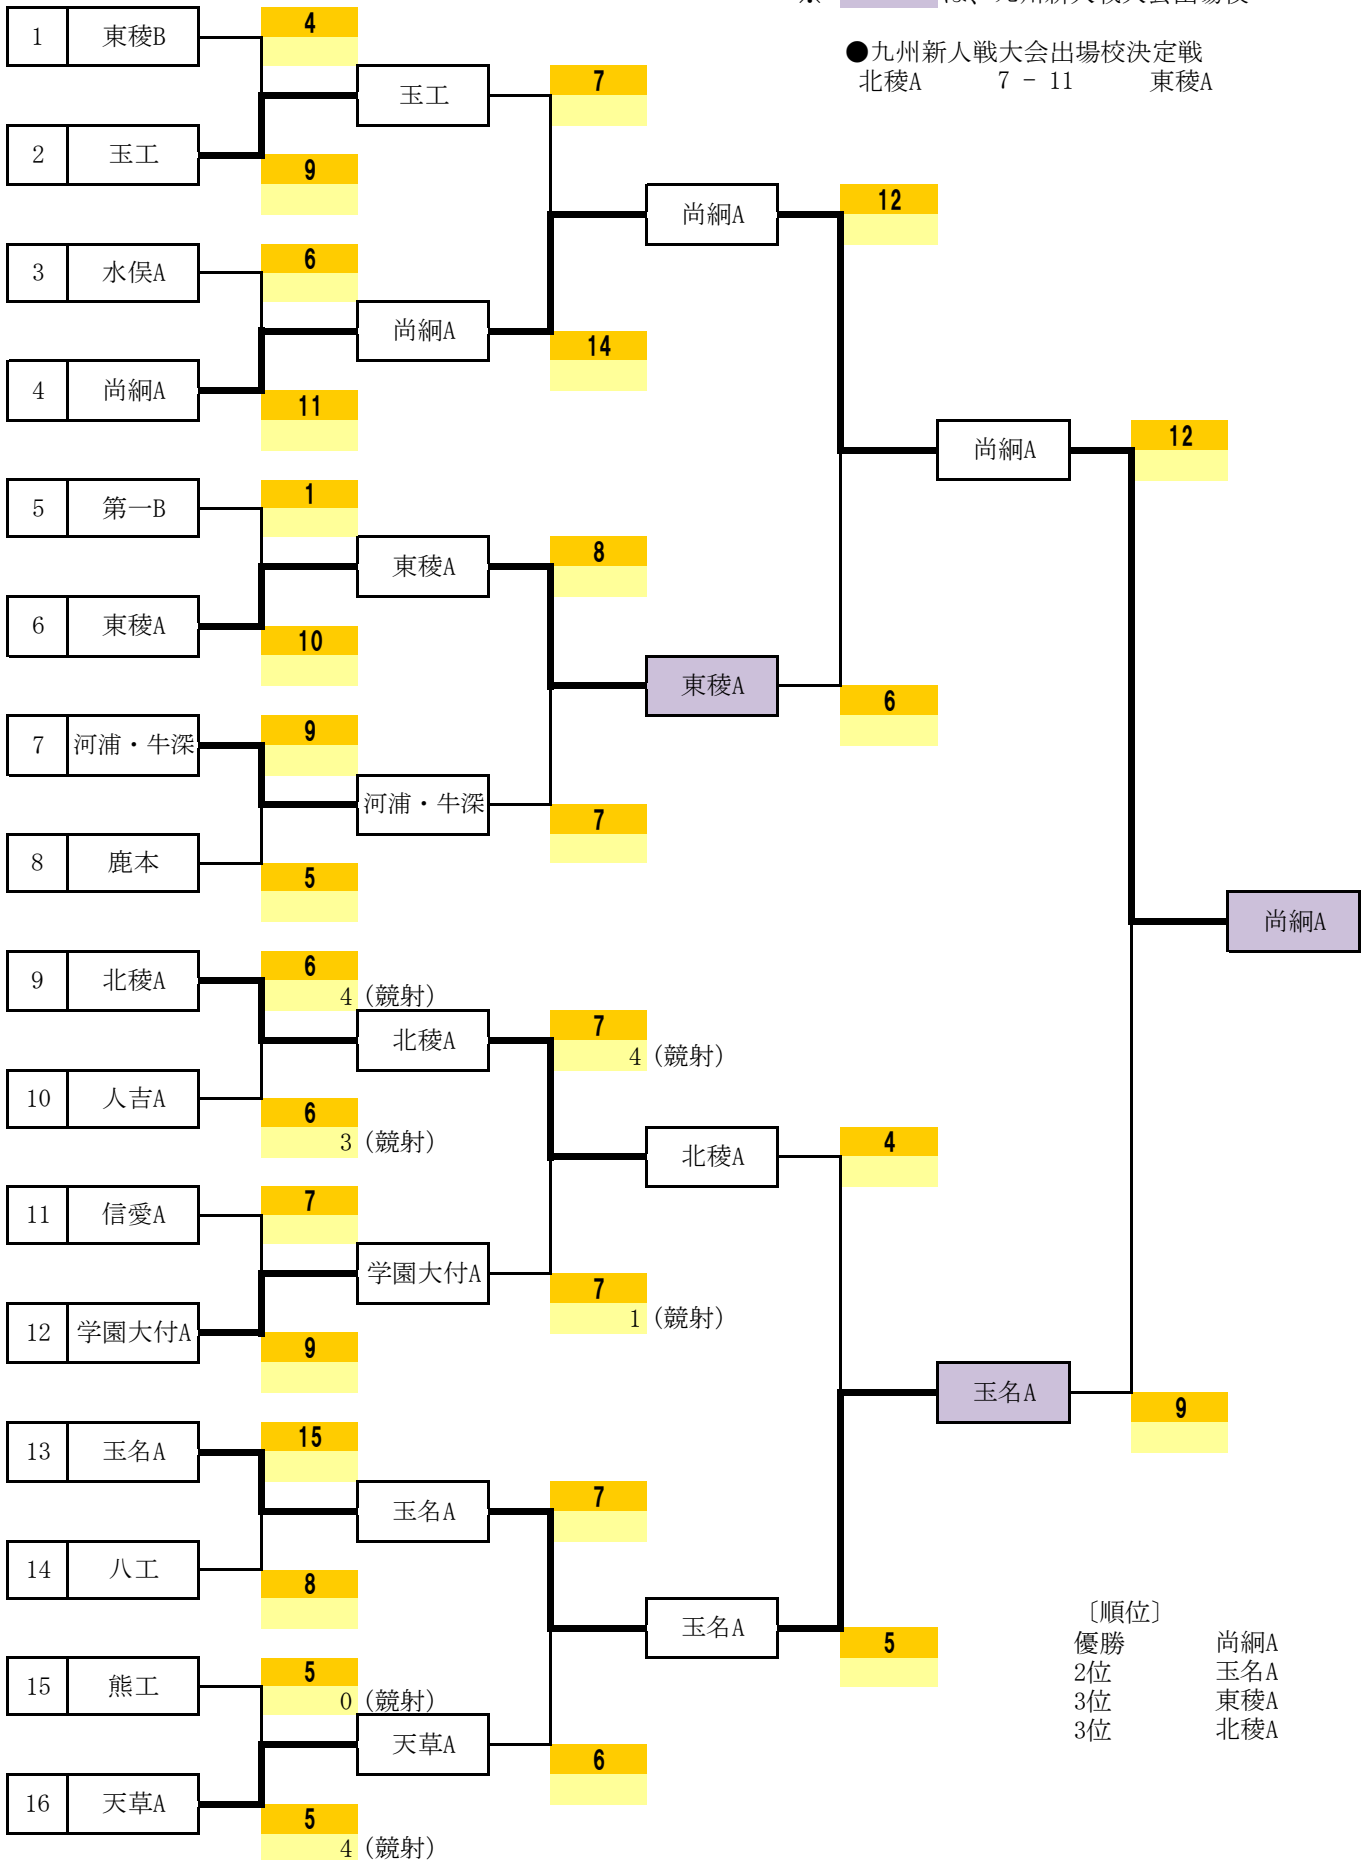 ●九州新人戦大会出場校決定戦
北稜A 7 - 11 東稜A
1 東稜B 4
玉工 7
2 玉工 9
尚絅A 12
3 水俣A 6
尚絅A 14
4 尚絅A 11
尚絅A 12
5 第一B 1
東稜A 8
6 東稜A 10
東稜A 6
7 河浦・牛深 9
河浦・牛深 7
8 鹿本 5
尚絅A
9 北稜A 6
4 (競射)
北稜A 7
4 (競射)
10 人吉A 6
3 (競射)
北稜A 4
11 信愛A 7
学園大付A 7
1 (競射)
12 学園大付A 9
玉名A 9
13 玉名A 15
玉名A 7
14 八工 8
玉名A 5
15 熊工 5
0 (競射)
天草A 6
16 天草A 5
4 (競射)
〔順位〕
優勝 尚絅A
2位 玉名A
3位 東稜A
3位 北稜A